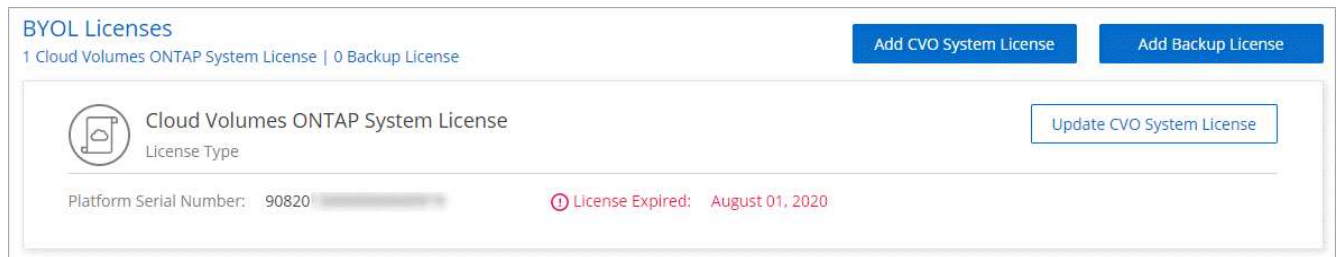 BYOL Licenses
1 Cloud Volumes ONTAP System License | 0 Backup License
Add CVO System License
Add Backup License
Cloud Volumes ONTAP System License
License Type
Update CVO System License
Platform Serial Number: 90820
License Expired: August 01, 2020